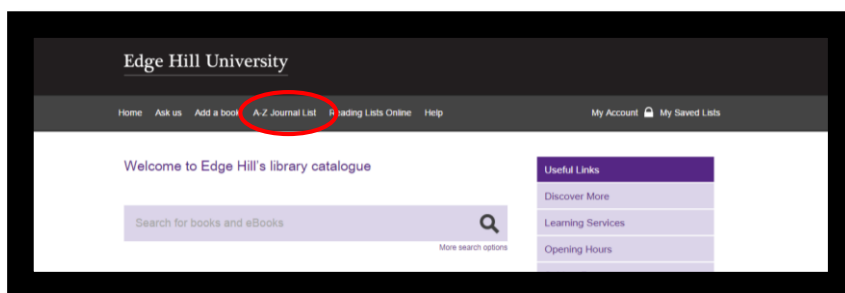 Edge Hill University
Home Ask us Add a book A-Z Journal List Reading Lists Online Help My Account My Saved Lists
Welcome to Edge Hill's library catalogue
Search for books and eBooks
More search options
Useful Links
Discover More
Learning Services
Opening Hours